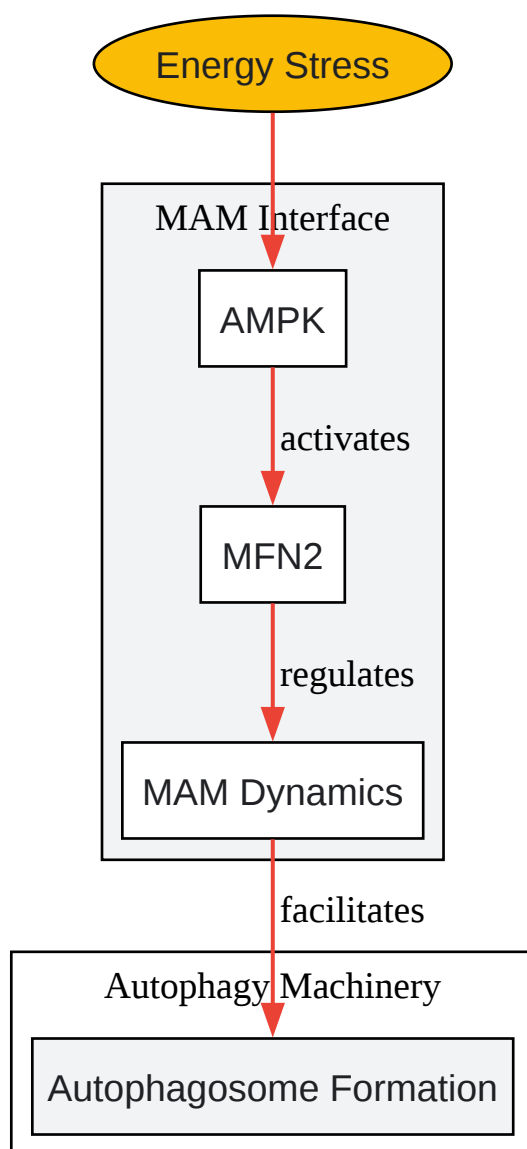 Energy Stress
MAM Interface
AMPK
activates
MFN2
regulates
MAM Dynamics
facilitates
Autophagy Machinery
Autophagosome Formation